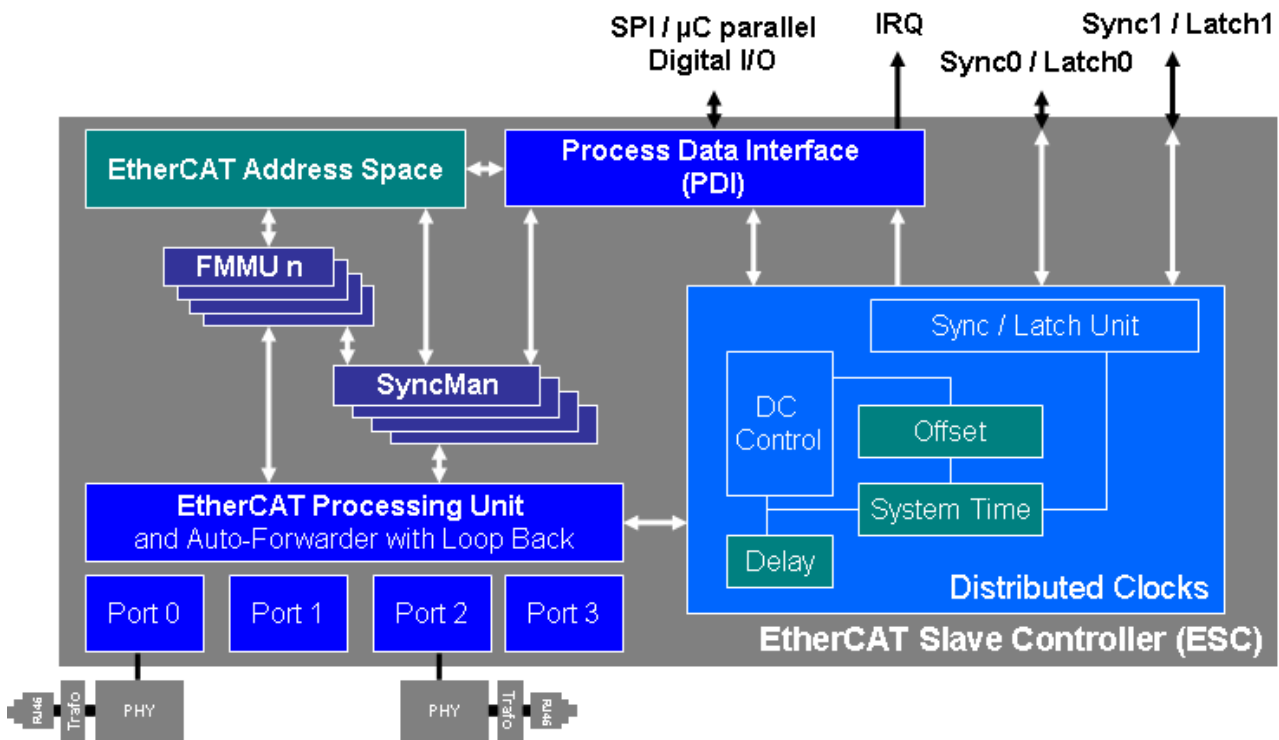 SPI / µC parallel
Digital I/O
IRQ
Sync1 / Latch1
Sync0 / Latch0
EtherCAT Address Space
Process Data Interface
(PDI)
FMMU n
SyncMan
Sync / Latch Unit
DC
Control
Offset
System Time
Delay
EtherCAT Processing Unit
and Auto-Forwarder with Loop Back
Distributed Clocks
Port 0
Port 1
Port 2
Port 3
EtherCAT Slave Controller (ESC)
RJ46
Trafo
PHY
PHY
Trafo
RJ46